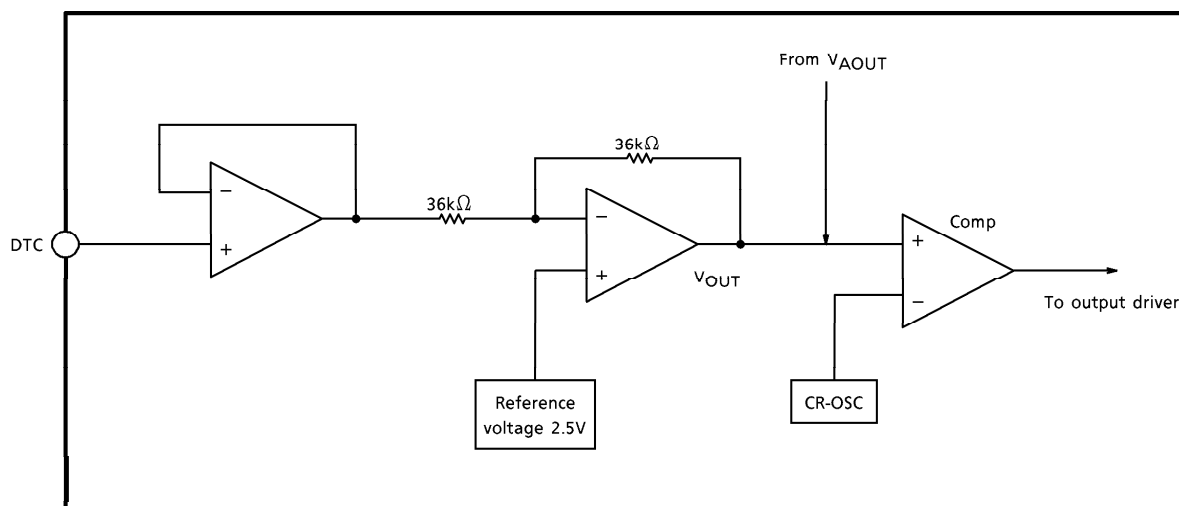 From VAOUT
36kΩ
36kΩ
−
−
Comp
+
DTC
+
+
VOUT
−
To output driver
Reference
voltage 2.5V
CR-OSC